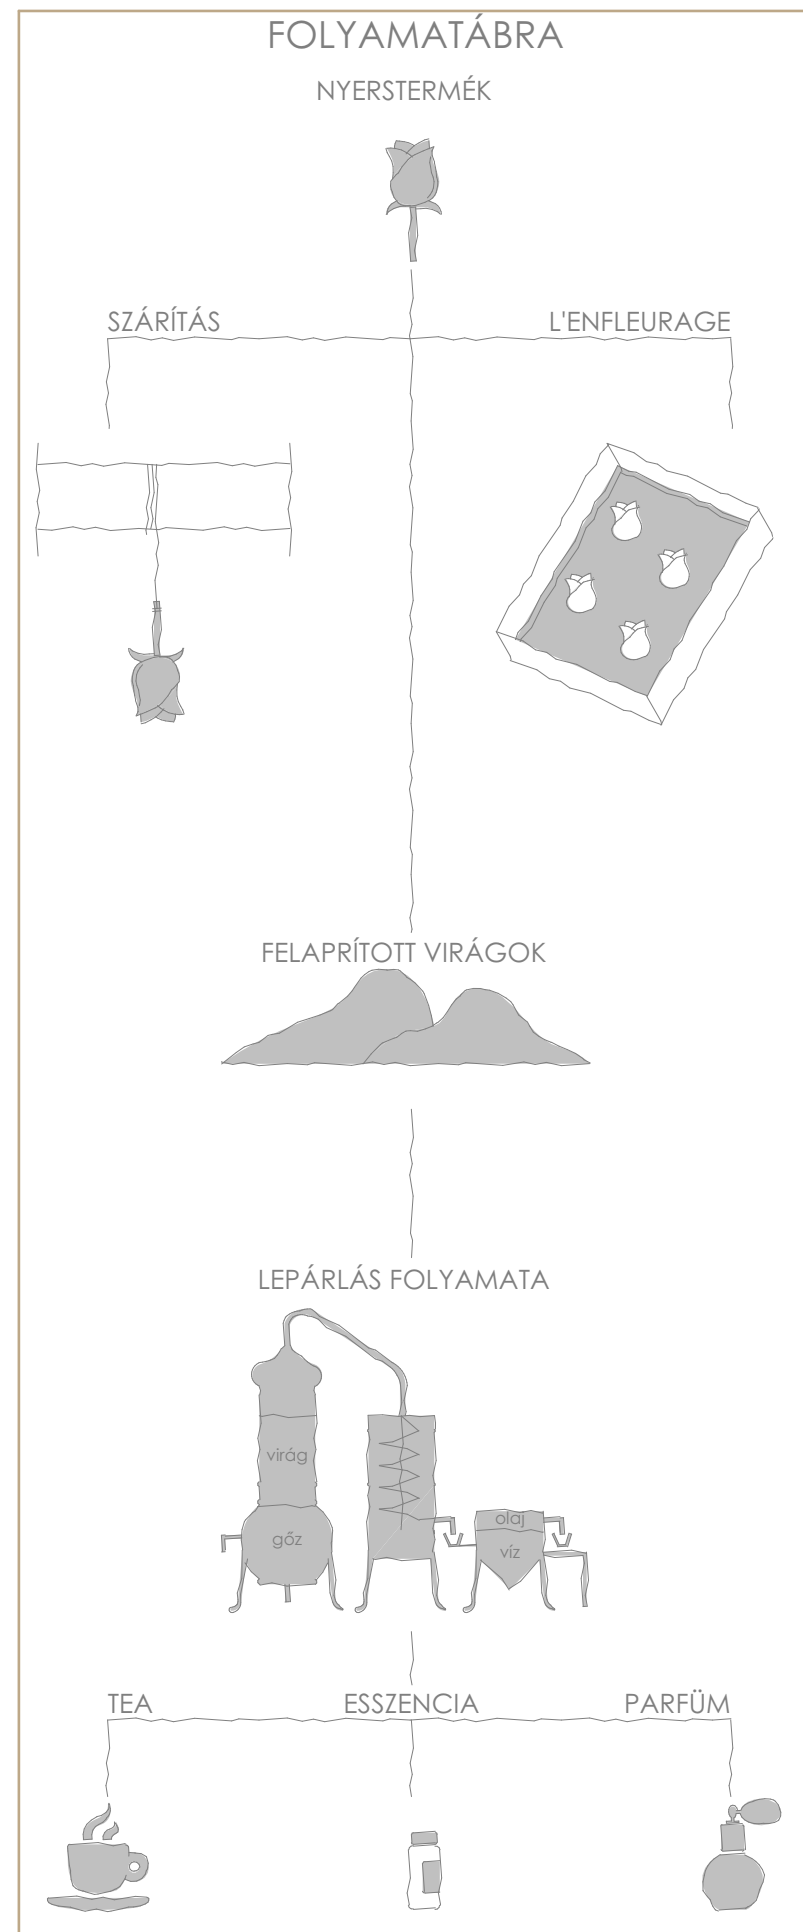 FOLYAMATÁBRA
NYERSTERMÉK
SZÁRÍTÁS
L'ENFLEURAGE
FELAPRÍTOTT VIRÁGOK
LEPÁRLÁS FOLYAMATA
virág
gőz
olaj
víz
TEA
ESSZENCIA
PARFÜM